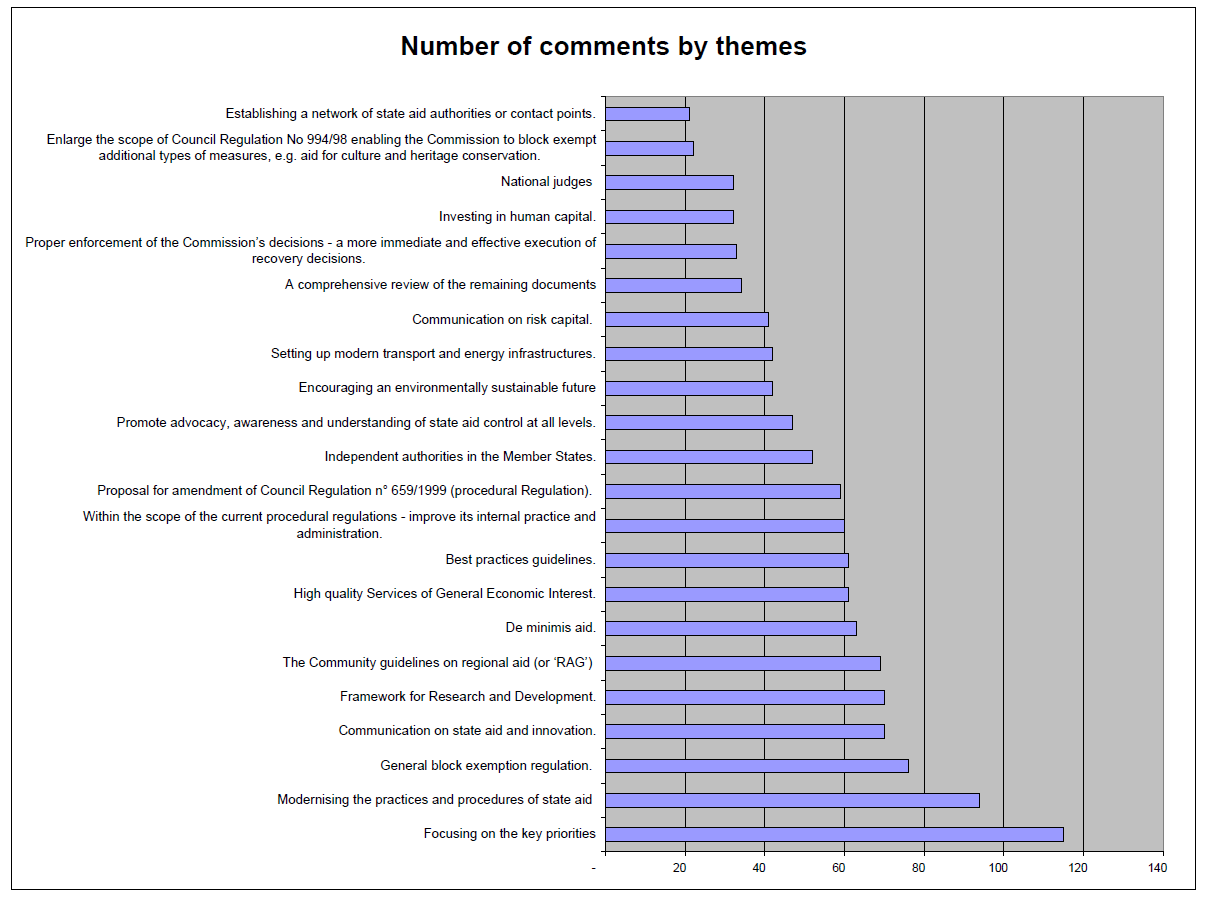 Number of comments by themes
Establishing a network of state aid authorities or contact points.
Enlarge the scope of Council Regulation No 994/98 enabling the Commission to block exempt
additional types of measures, e.g. aid for culture and heritage conservation.
National judges
Investing in human capital.
Proper enforcement of the Commission's decisions - a more immediate and effective execution of
recovery decisions.
A comprehensive review of the remaining documents
Communication on risk capital.
Setting up modern transport and energy infrastructures.
Encouraging an environmentally sustainable future
Promote advocacy, awareness and understanding of state aid control at all levels.
Independent authorities in the Member States.
Proposal for amendment of Council Regulation n° 659/1999 (procedural Regulation).
Within the scope of the current procedural regulations - improve its internal practice and
administration.
Best practices guidelines.
High quality Services of General Economic Interest.
De minimis aid.
The Community guidelines on regional aid (or ‘RAG’)
Framework for Research and Development.
Communication on state aid and innovation.
General block exemption regulation.
Modernising the practices and procedures of state aid
Focusing on the key priorities
- 20 40 60 80 100 120 140